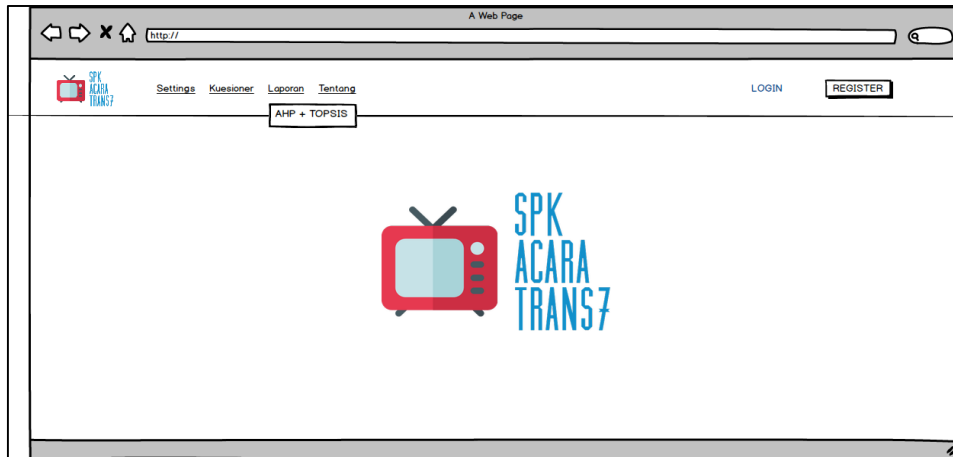 A Web Page
http://
SPK
ACARA
TRANS7
Settings Kuesioner Laporan Tentang LOGIN REGISTER
AHP + TOPSIS
SPK
ACARA
TRANS7